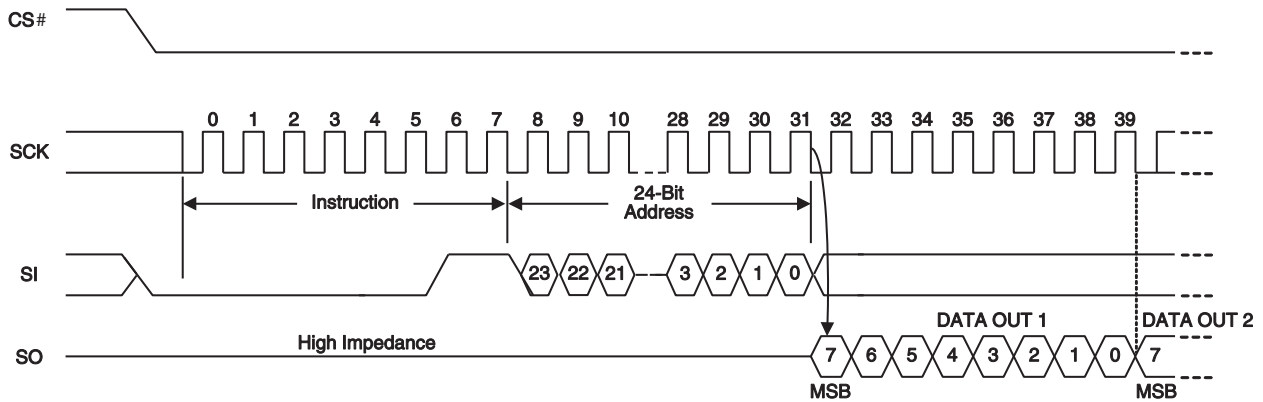 CS#
0 1 2 3 4 5 6 7 8 9 10 28 29 30 31 32 33 34 35 36 37 38 39
SCK
Instruction
24-Bit
Address
SI
23 22 21 3 2 1 0
DATA OUT 1
DATA OUT 2
High Impedance
SO
7 6 5 4 3 2 1 0 7
MSB
MSB